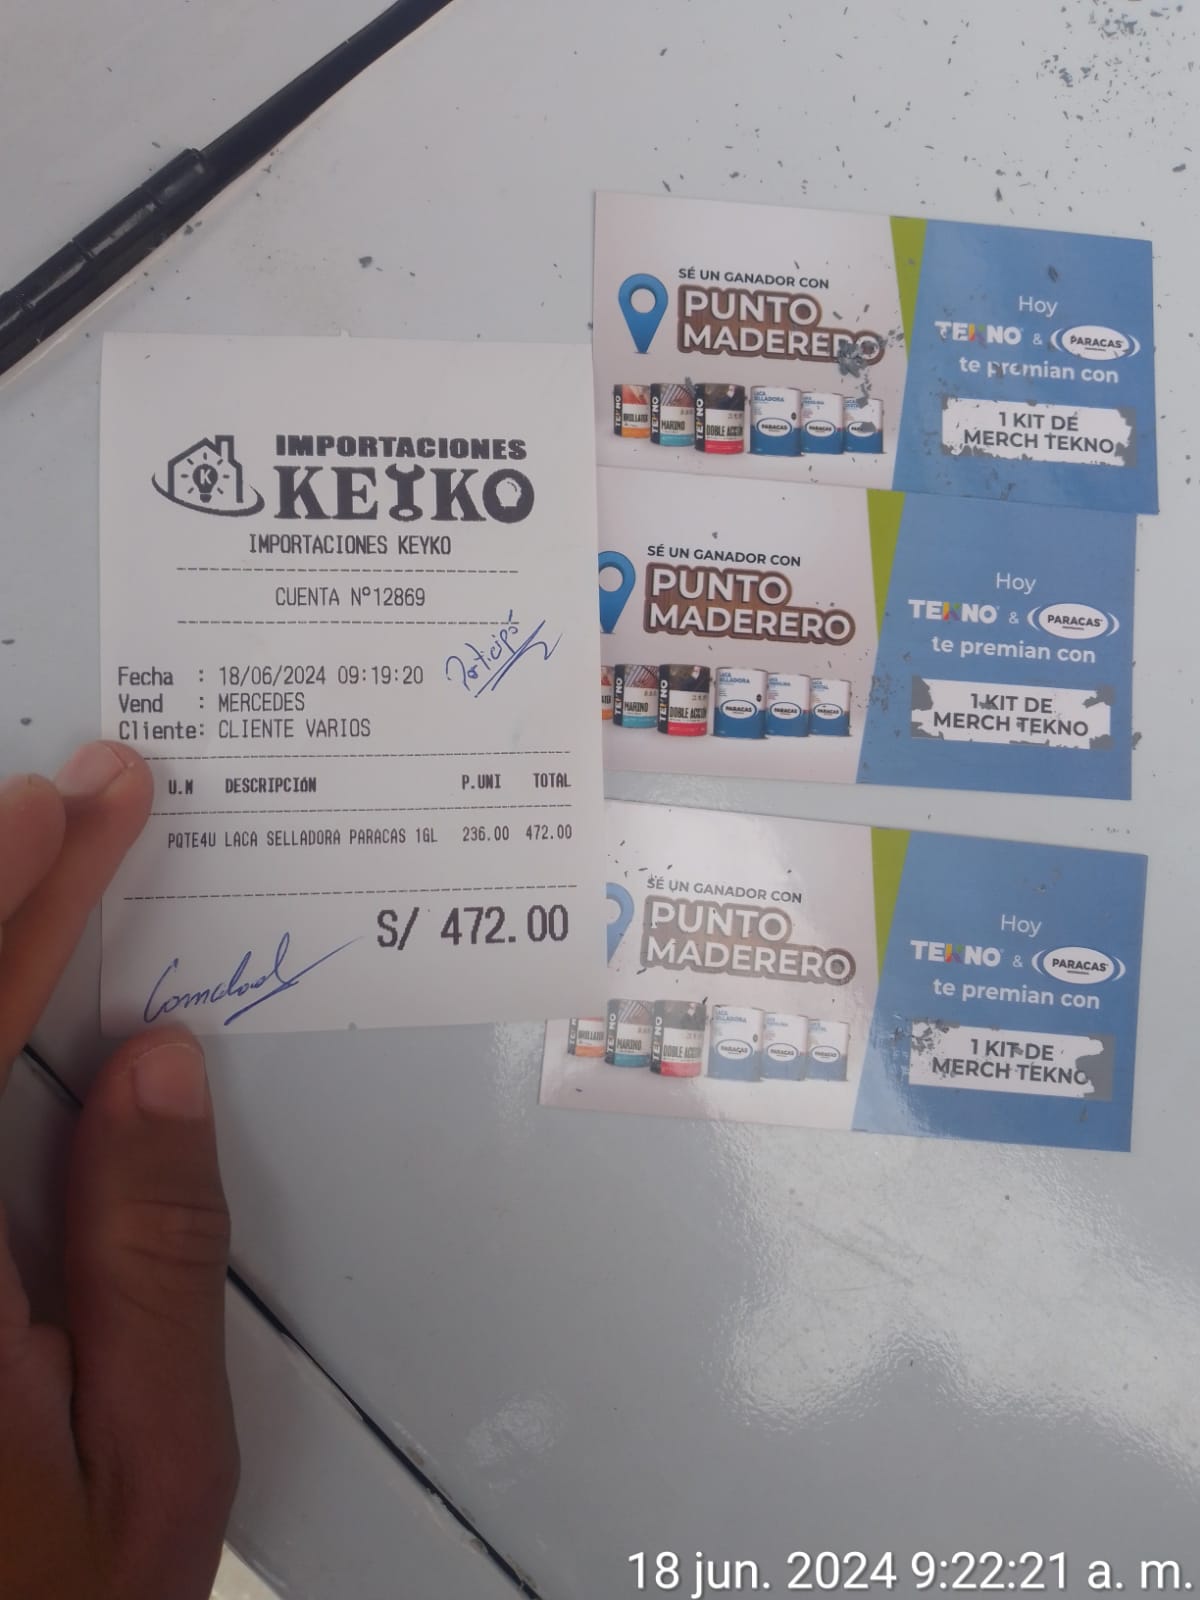 IMPORTACIONES
KEYKO
IMPORTACIONES KEYKO
CUENTA N°12869
Participó
Fecha : 18/06/2024 09:19:20
Vend : MERCEDES
Cliente: CLIENTE VARIOS
U.M DESCRIPCIÓN P.UNI TOTAL
PQTE4U LACA SELLADORA PARACAS 1GL 236.00 472.00
S/ 472.00
SÉ UN GANADOR CON
PUNTO
MADERERO
Hoy
TEKNO & PARACAS
te premian con
1 KIT DE
MERCH TEKNO
SÉ UN GANADOR CON
PUNTO
MADERERO
Hoy
TEKNO & PARACAS
te premian con
1 KIT DE
MERCH TEKNO
SÉ UN GANADOR CON
PUNTO
MADERERO
Hoy
TEKNO & PARACAS
te premian con
1 KIT DE
MERCH TEKNO
18 jun. 2024 9:22:21 a. m.